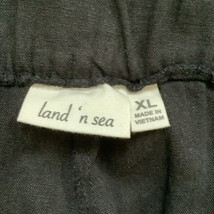 land 'n sea
XL
MADE IN
VIETNAM